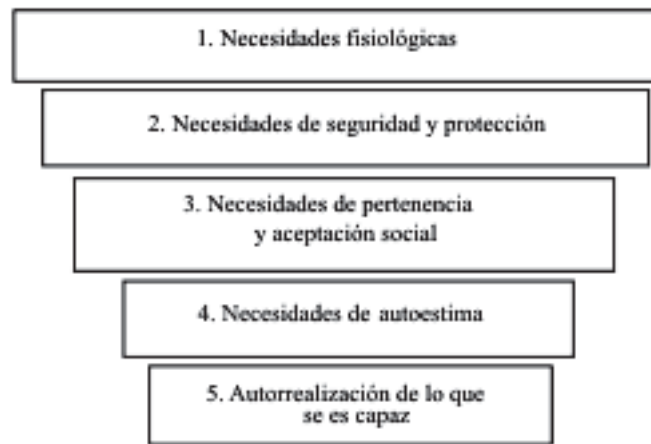 1. Necesidades fisiológicas
2. Necesidades de seguridad y protección
3. Necesidades de pertenencia
y aceptación social
4. Necesidades de autoestima
5. Autorrealización de lo que
se es capaz